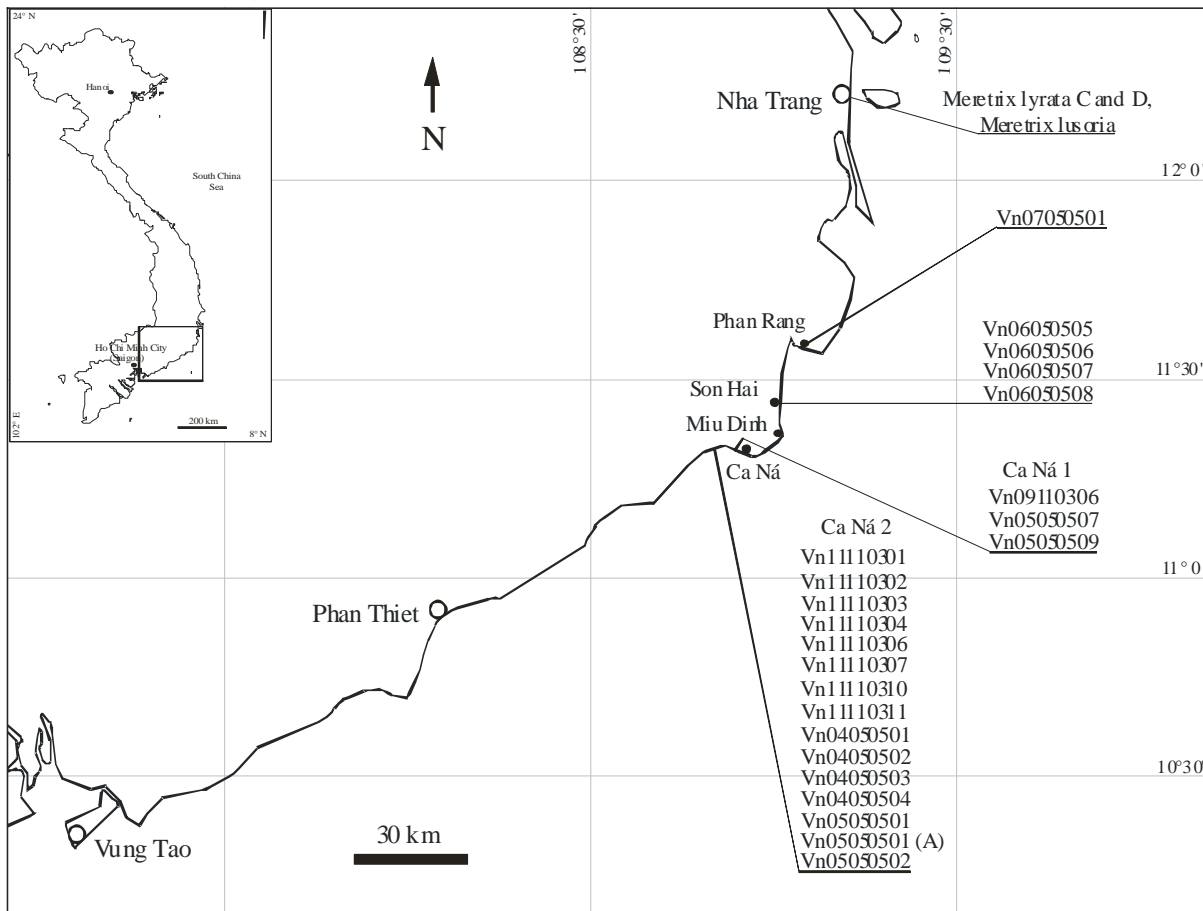 24° N
Hanoi
South China
Sea
Ho Chi Minh City
(Saigon)
200 km
102° E
8° N
N
108°30'
109°30'
Nha Trang
Meretrix lyrata C and D,
Meretrix lusoria
12°0'
Vn07050501
Phan Rang
Vn06050505
Vn06050506
Vn06050507
Vn06050508
11°30'
Son Hai
Miu Dinh
Ca Ná
Ca Ná 1
Vn09110306
Vn05050507
Vn05050509
Ca Ná 2
Vn11110301
Vn11110302
Vn11110303
Vn11110304
Vn11110306
Vn11110307
Vn11110310
Vn11110311
Vn04050501
Vn04050502
Vn04050503
Vn04050504
Vn05050501
Vn05050501 (A)
Vn05050502
11°0
Phan Thiet
10°30'
30 km
Vung Tao